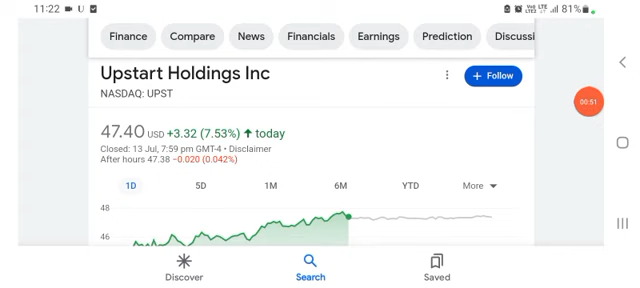 11:22 81%
Finance Compare News Financials Earnings Prediction Discussi
Upstart Holdings Inc
+ Follow
NASDAQ: UPST
00:51
47.40 USD +3.32 (7.53%) ↑ today
Closed: 13 Jul, 7:59 pm GMT-4 • Disclaimer
After hours 47.38 −0.020 (0.042%)
1D 5D 1M 6M YTD More
48
46
Discover Search Saved